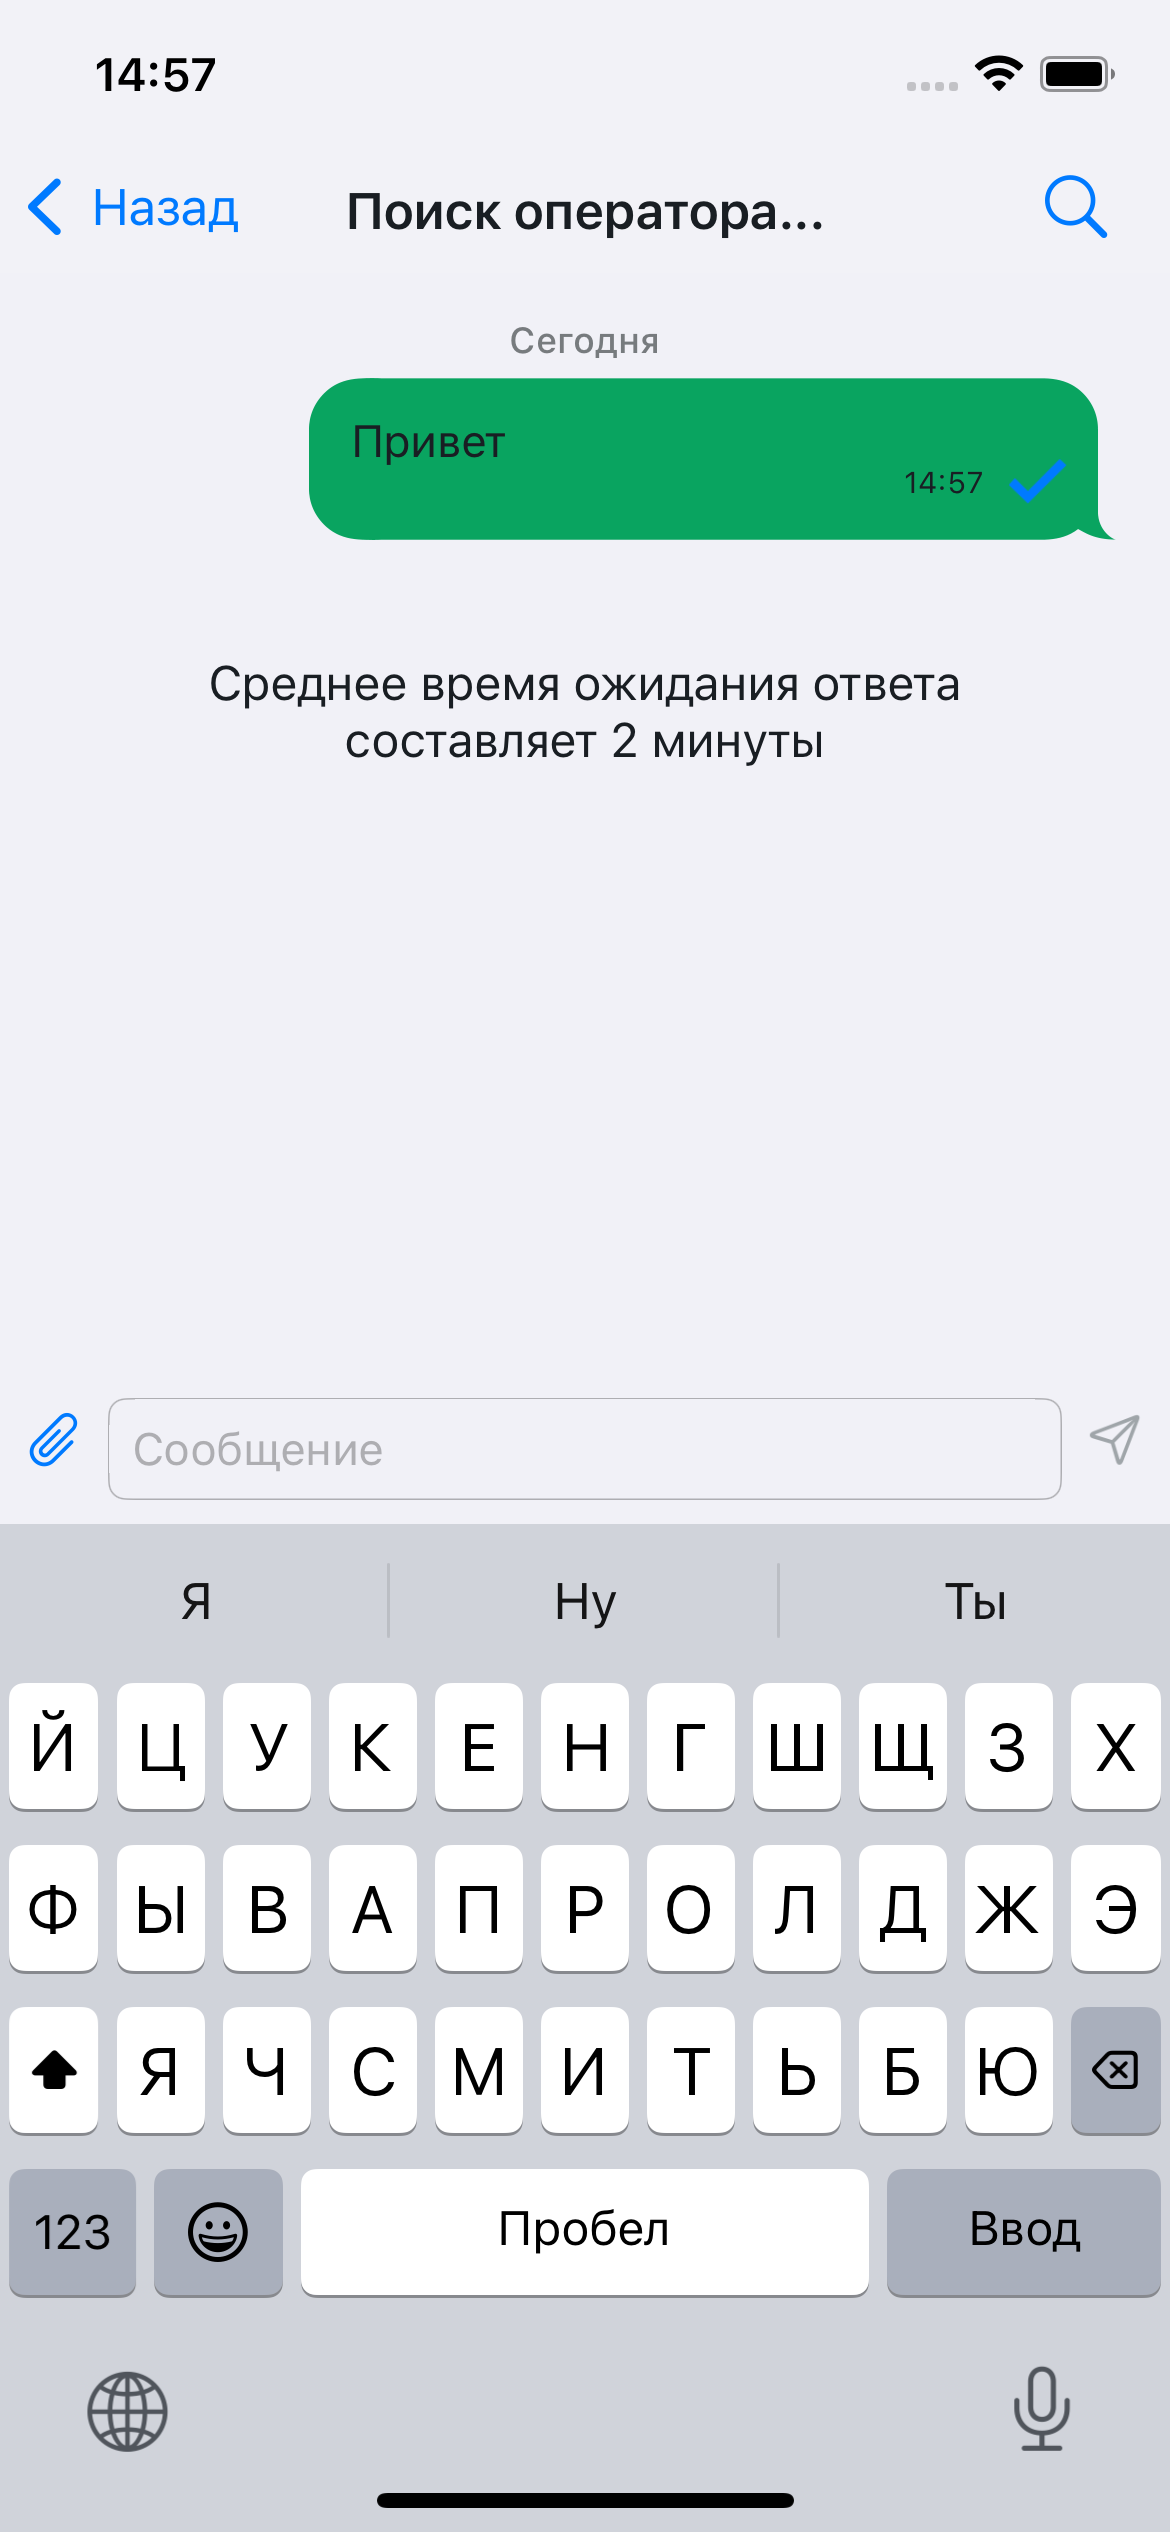 14:57
Назад
Поиск оператора...
Сегодня
Привет
14:57
Среднее время ожидания ответа
составляет 2 минуты
Сообщение
Я Ну Ты
Й Ц У К Е Н Г Ш Щ З Х
Ф Ы В А П Р О Л Д Ж Э
Я Ч С М И Т Ь Б Ю
123 Пробел Ввод